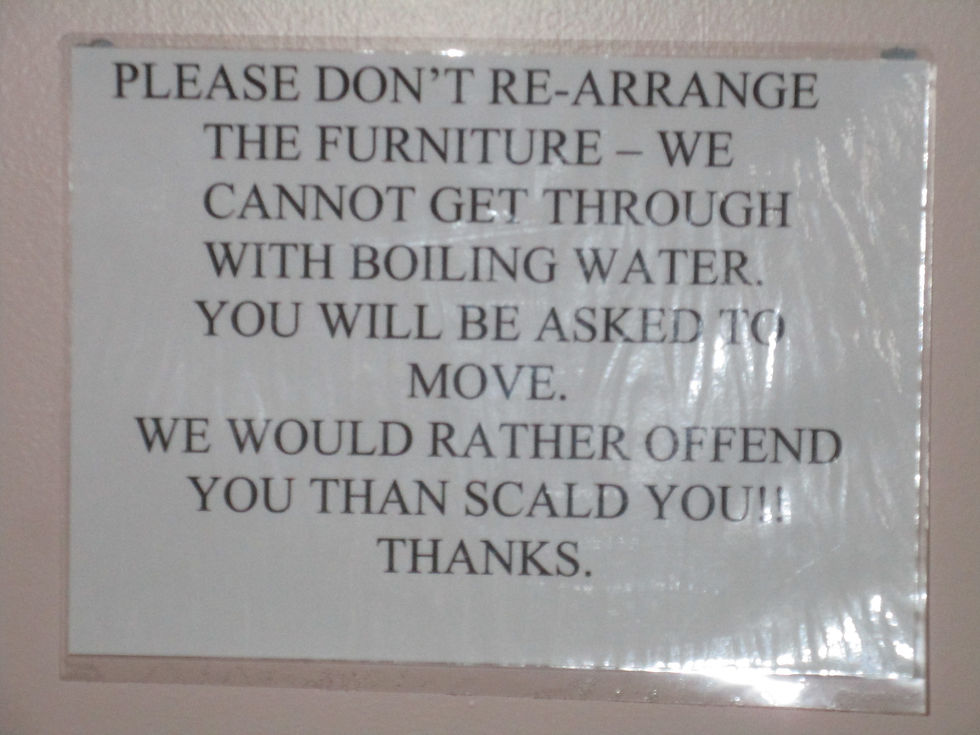 PLEASE DON'T RE-ARRANGE
THE FURNITURE – WE
CANNOT GET THROUGH
WITH BOILING WATER.
YOU WILL BE ASKED TO
MOVE.
WE WOULD RATHER OFFEND
YOU THAN SCALD YOU!!
THANKS.